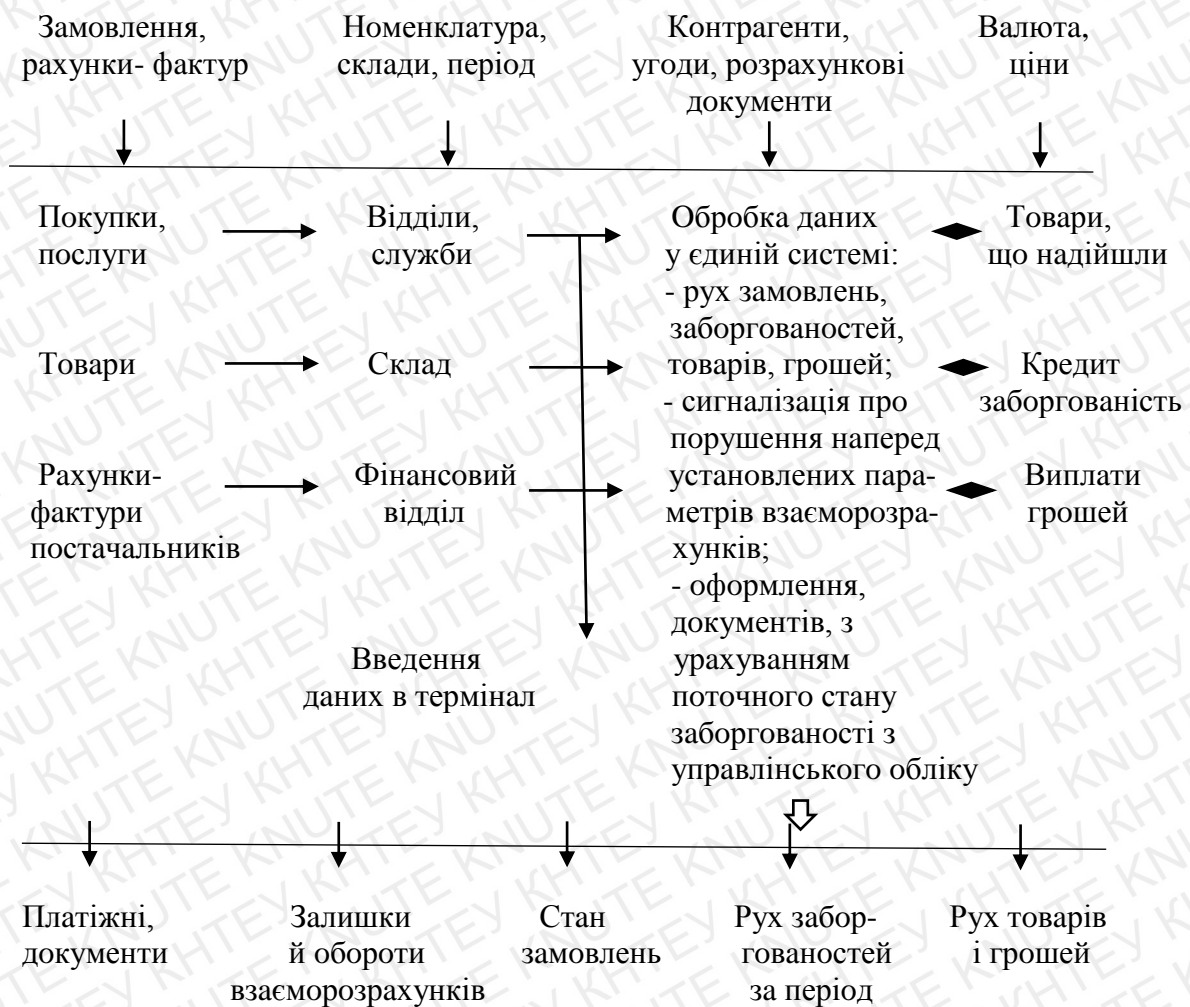 Замовлення,
рахунки- фактур
Номенклатура,
склади, період
Контрагенти,
угоди, розрахункові
документи
Валюта,
ціни
Покупки,
послуги
Відділи,
служби
Обробка даних
у єдиній системі:
- рух замовлень,
заборгованостей,
товарів, грошей;
- сигналізація про
порушення наперед
установлених пара-
метрів взаєморозра-
хунків;
- оформлення,
документів, з
урахуванням
поточного стану
заборгованості з
управлінського обліку
Товари,
що надійшли
Товари
Склад
Кредит
заборгованість
Рахунки-
фактури
постачальників
Фінансовий
відділ
Виплати
грошей
Введення
даних в термінал
Платіжні,
документи
Залишки
й обороти
взаєморозрахунків
Стан
замовлень
Рух забор-
гованостей
за період
Рух товарів
і грошей